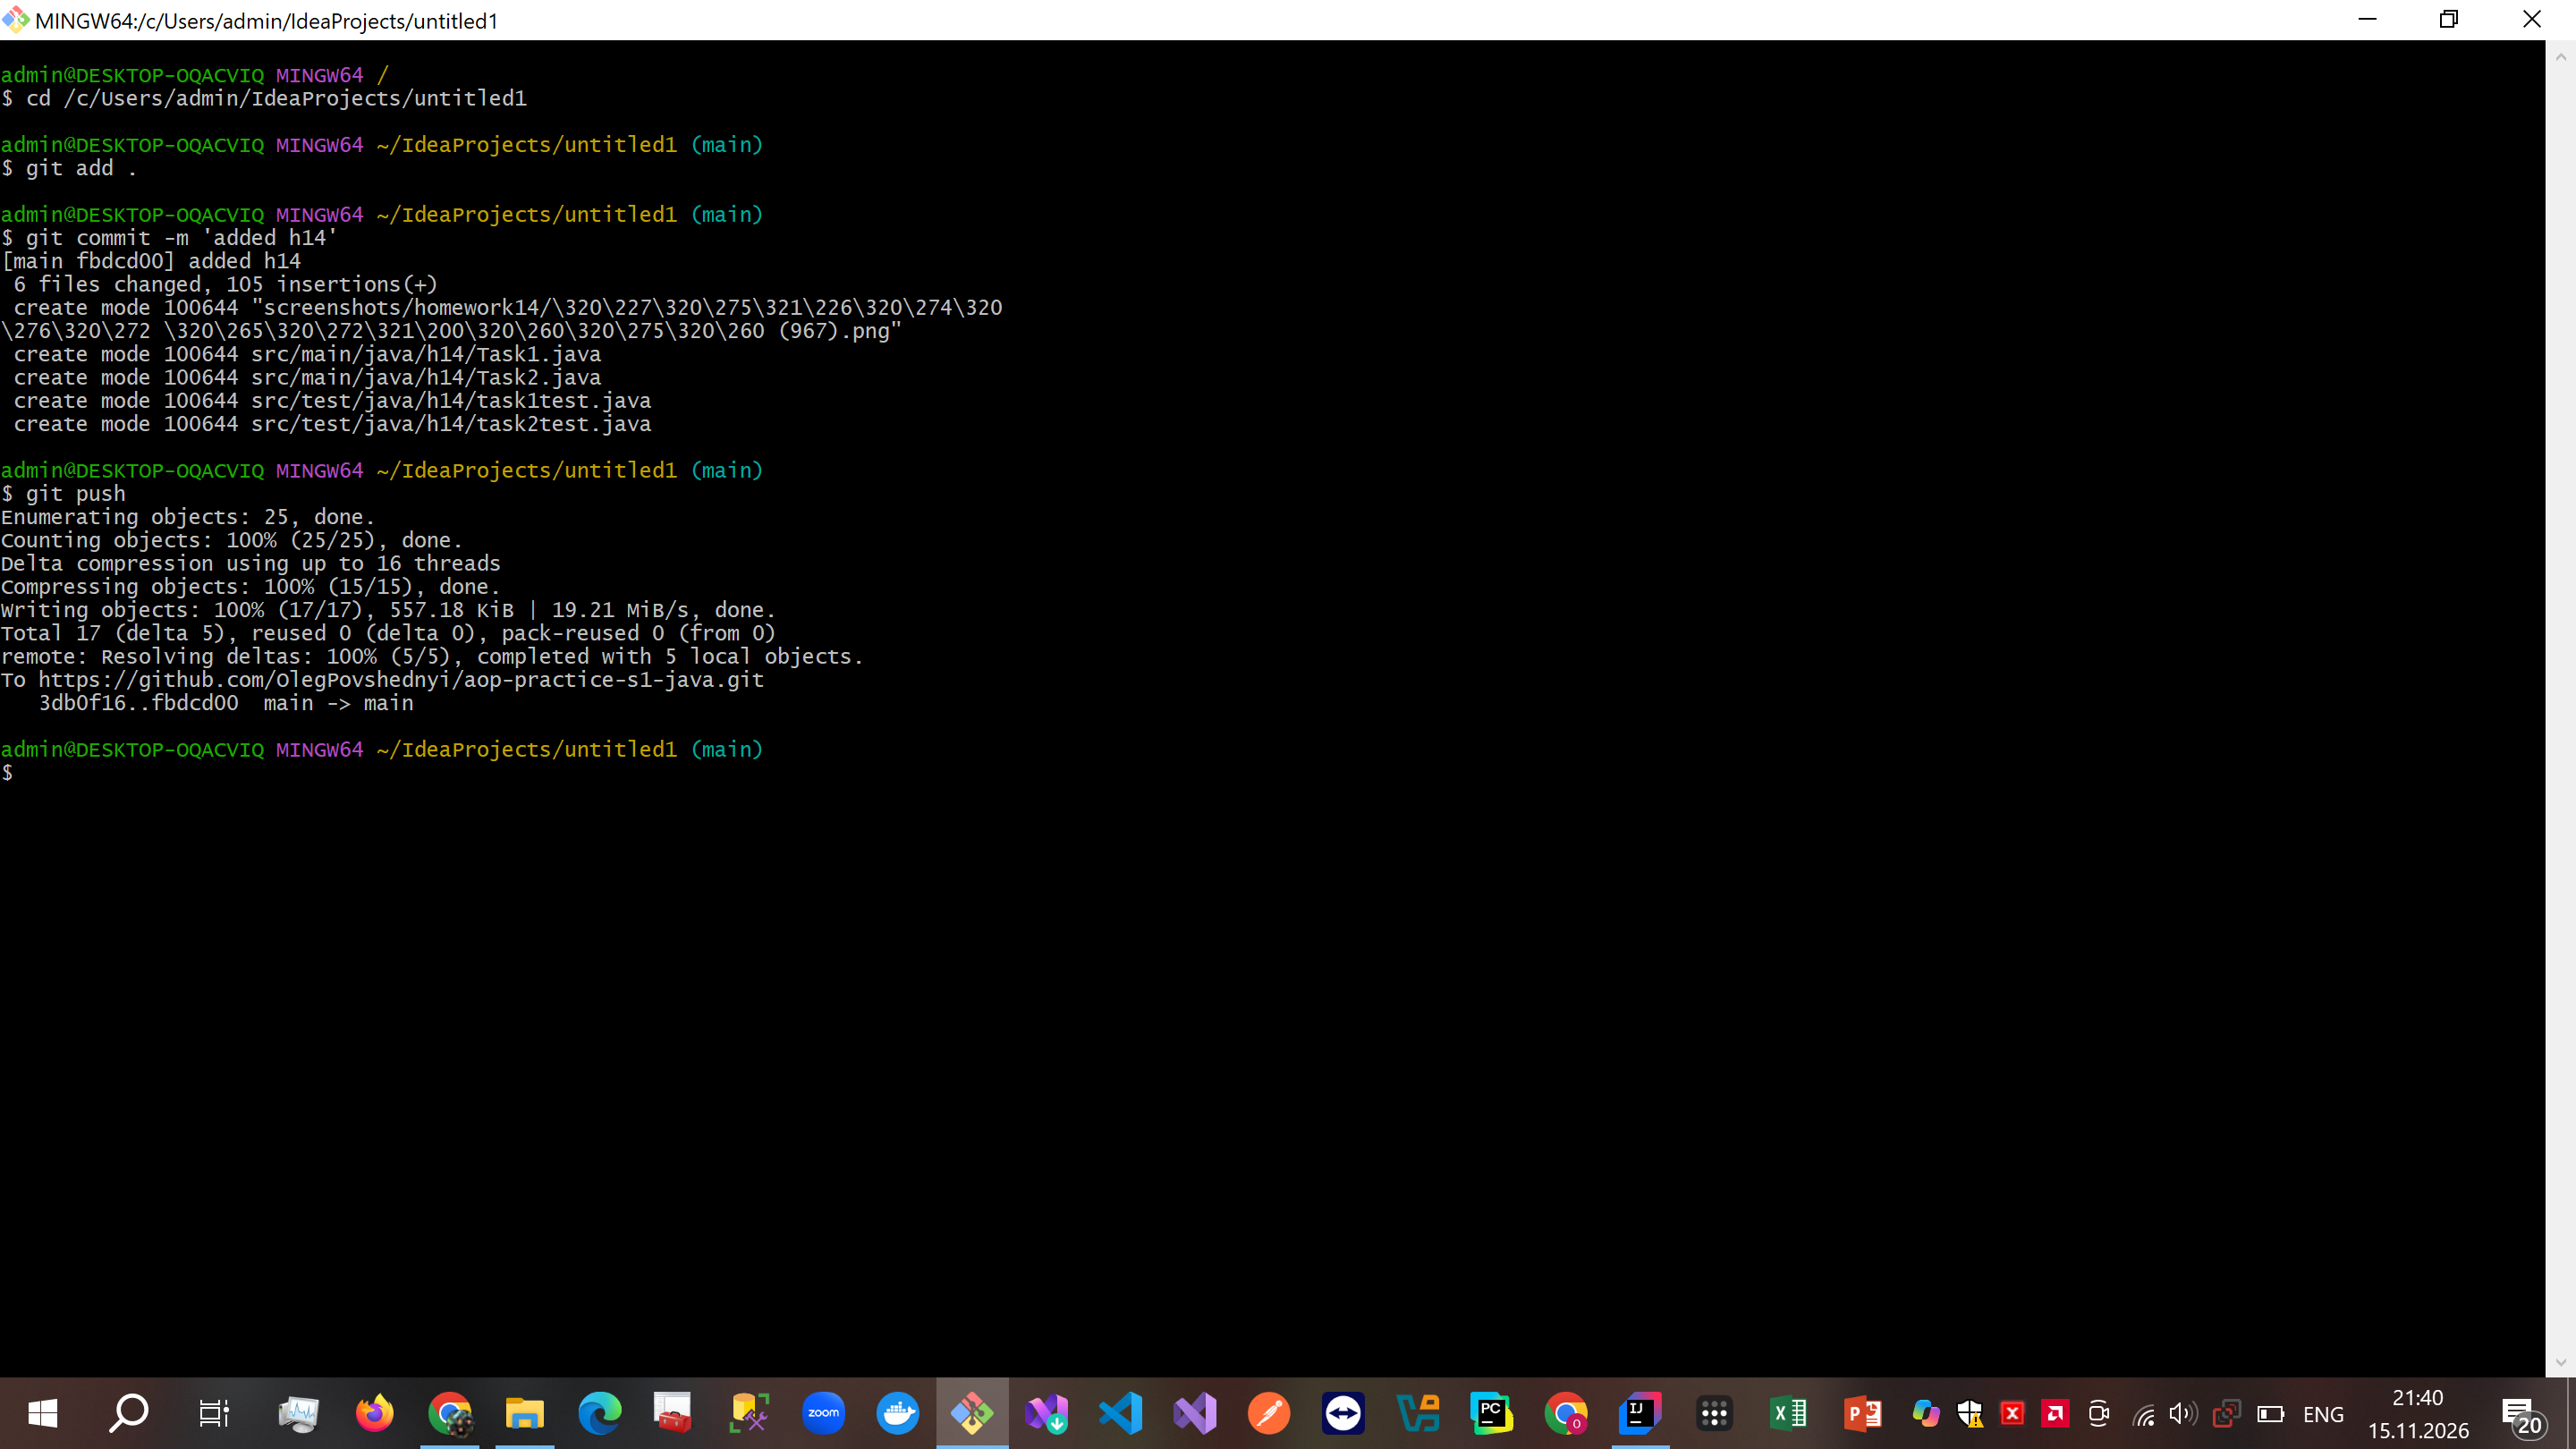 MINGW64:/c/Users/admin/IdeaProjects/untitled1
admin@DESKTOP-OQACVIQ MINGW64 /
$ cd /c/Users/admin/IdeaProjects/untitled1
admin@DESKTOP-OQACVIQ MINGW64 ~/IdeaProjects/untitled1 (main)
$ git add .
admin@DESKTOP-OQACVIQ MINGW64 ~/IdeaProjects/untitled1 (main)
$ git commit -m 'added h14'
[main fbdcd00] added h14
 6 files changed, 105 insertions(+)
 create mode 100644 "screenshots/homework14/\320\227\320\275\321\226\320\274\320
\276\320\272 \320\265\320\272\321\200\320\260\320\275\320\260 (967).png"
 create mode 100644 src/main/java/h14/Task1.java
 create mode 100644 src/main/java/h14/Task2.java
 create mode 100644 src/test/java/h14/task1test.java
 create mode 100644 src/test/java/h14/task2test.java
admin@DESKTOP-OQACVIQ MINGW64 ~/IdeaProjects/untitled1 (main)
$ git push
Enumerating objects: 25, done.
Counting objects: 100% (25/25), done.
Delta compression using up to 16 threads
Compressing objects: 100% (15/15), done.
Writing objects: 100% (17/17), 557.18 KiB | 19.21 MiB/s, done.
Total 17 (delta 5), reused 0 (delta 0), pack-reused 0 (from 0)
remote: Resolving deltas: 100% (5/5), completed with 5 local objects.
To https://github.com/OlegPovshednyi/aop-practice-s1-java.git
   3db0f16..fbdcd00  main -> main
admin@DESKTOP-OQACVIQ MINGW64 ~/IdeaProjects/untitled1 (main)
$
zoom
PC
O
IJ
X
P
ENG
21:40
15.11.2026
20